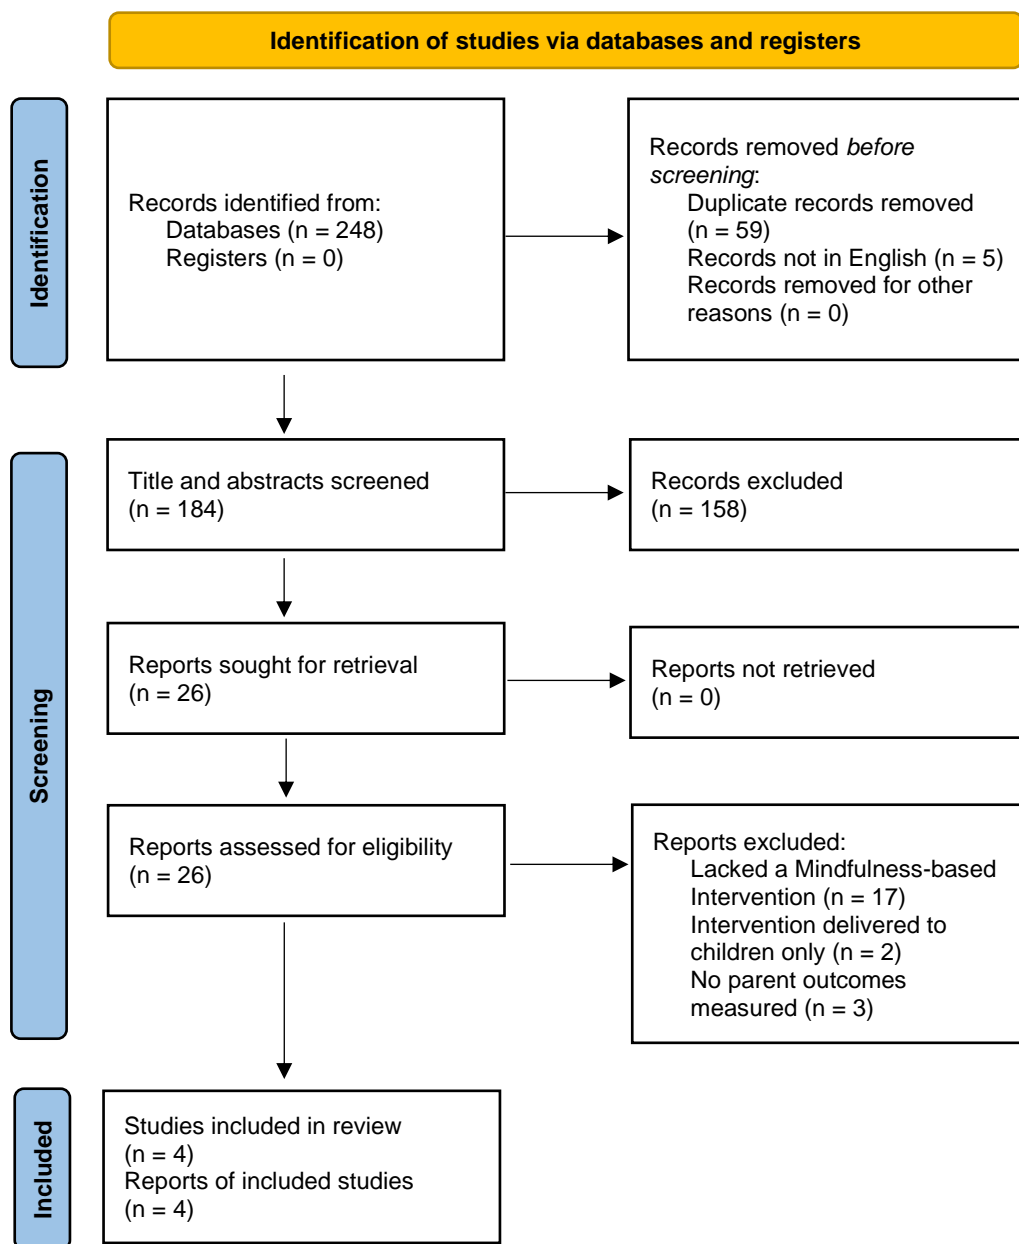 Identification of studies via databases and registers
Identification
Records identified from:
Databases (n = 248)
Registers (n = 0)
Records removed before
screening:
Duplicate records removed
(n = 59)
Records not in English (n = 5)
Records removed for other
reasons (n = 0)
Screening
Title and abstracts screened
(n = 184)
Records excluded
(n = 158)
Reports sought for retrieval
(n = 26)
Reports not retrieved
(n = 0)
Reports assessed for eligibility
(n = 26)
Reports excluded:
Lacked a Mindfulness-based
Intervention (n = 17)
Intervention delivered to
children only (n = 2)
No parent outcomes
measured (n = 3)
Included
Studies included in review
(n = 4)
Reports of included studies
(n = 4)